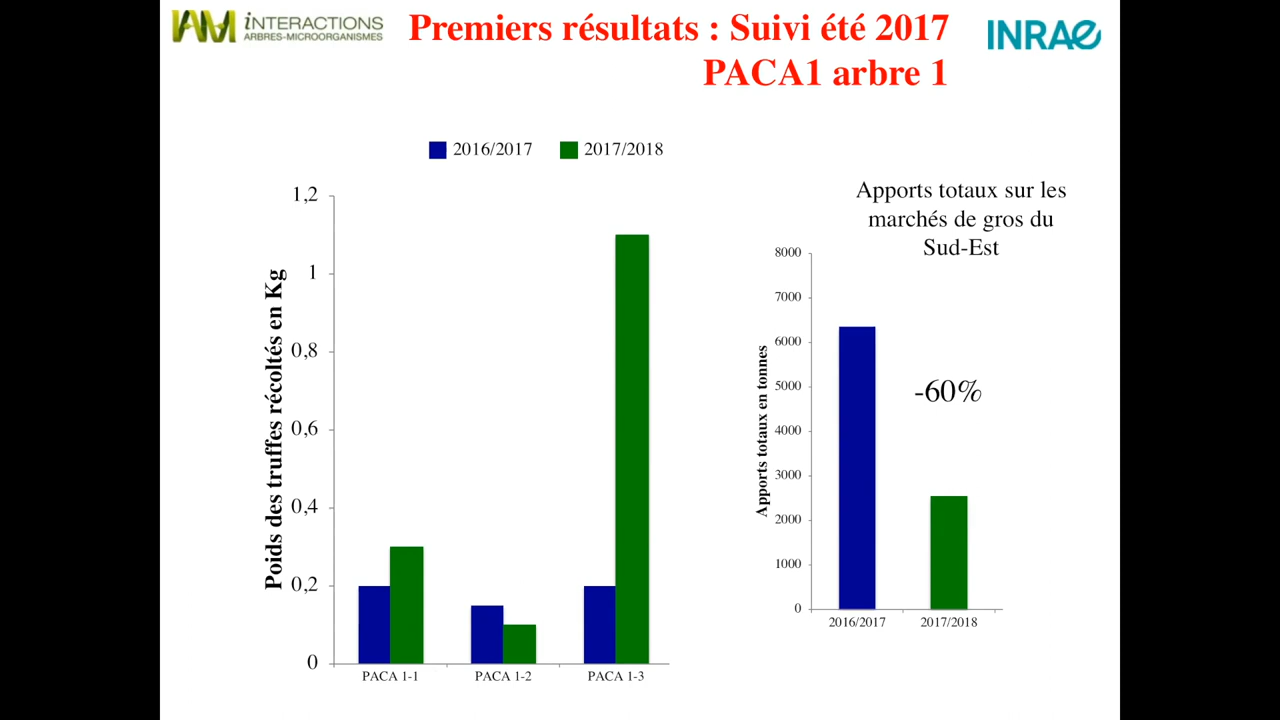 INTERACTIONS
ARBRES-MICROORGANISMES
Premiers résultats : Suivi été 2017
PACA1 arbre 1
INRAE
2016/2017
2017/2018
Poids des truffes récoltés en Kg
1,2
1
0,8
0,6
0,4
0,2
0
PACA 1-1
PACA 1-2
PACA 1-3
Apports totaux sur les
marchés de gros du
Sud-Est
Apports totaux en tonnes
8000
7000
6000
5000
4000
3000
2000
1000
0
-60%
2016/2017
2017/2018